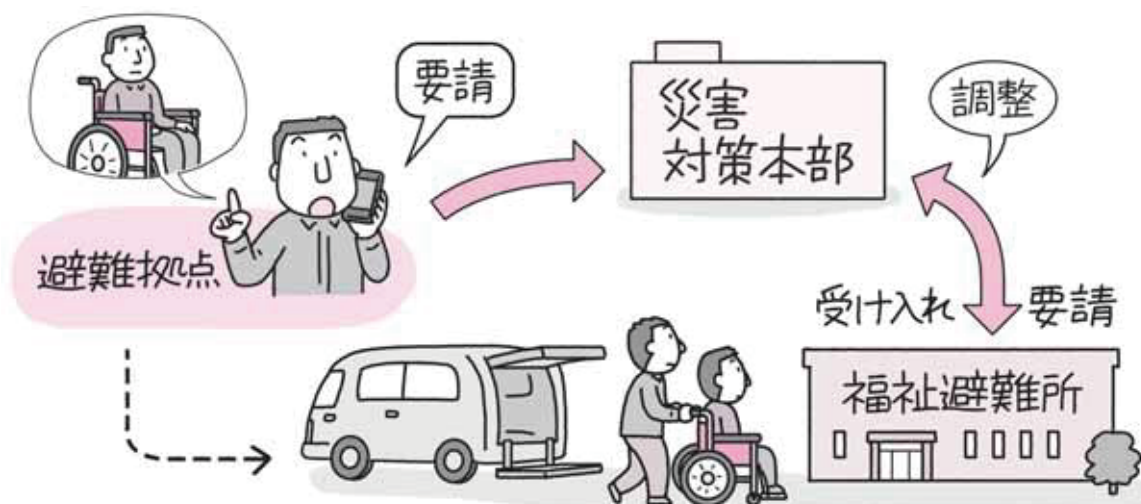 要請
災害
対策本部
調整
避難拠点
受け入れ 要請
福祉避難所